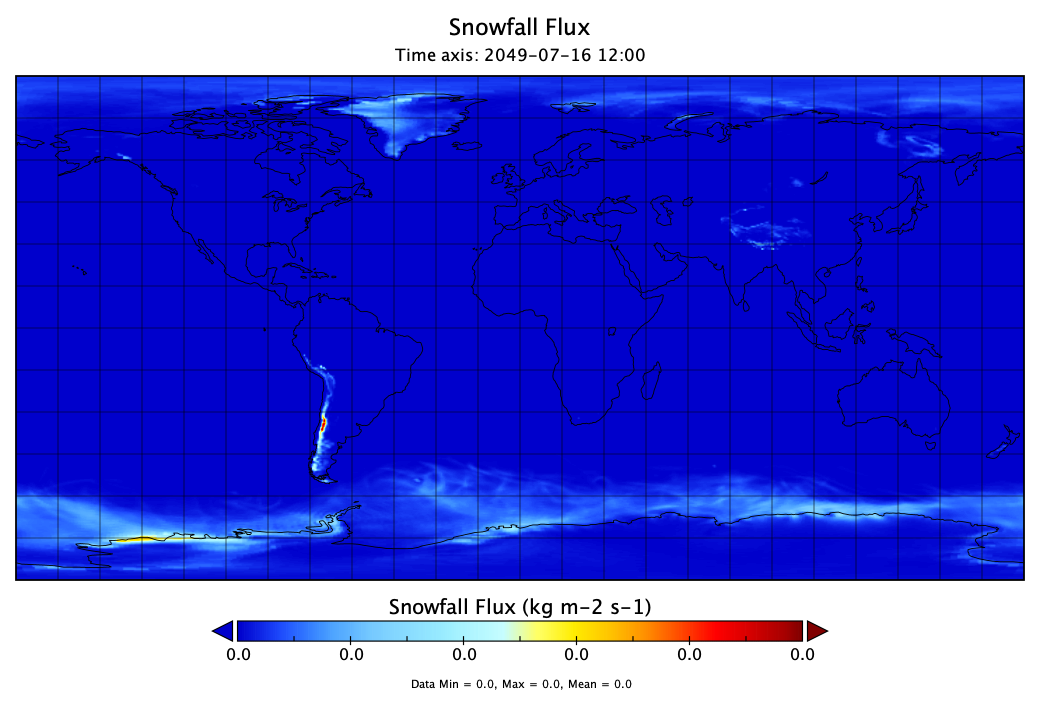 Snowfall Flux
Time axis: 2049-07-16 12:00
Snowfall Flux (kg m-2 s-1)
0.0 0.0 0.0 0.0 0.0 0.0
Data Min = 0.0, Max = 0.0, Mean = 0.0